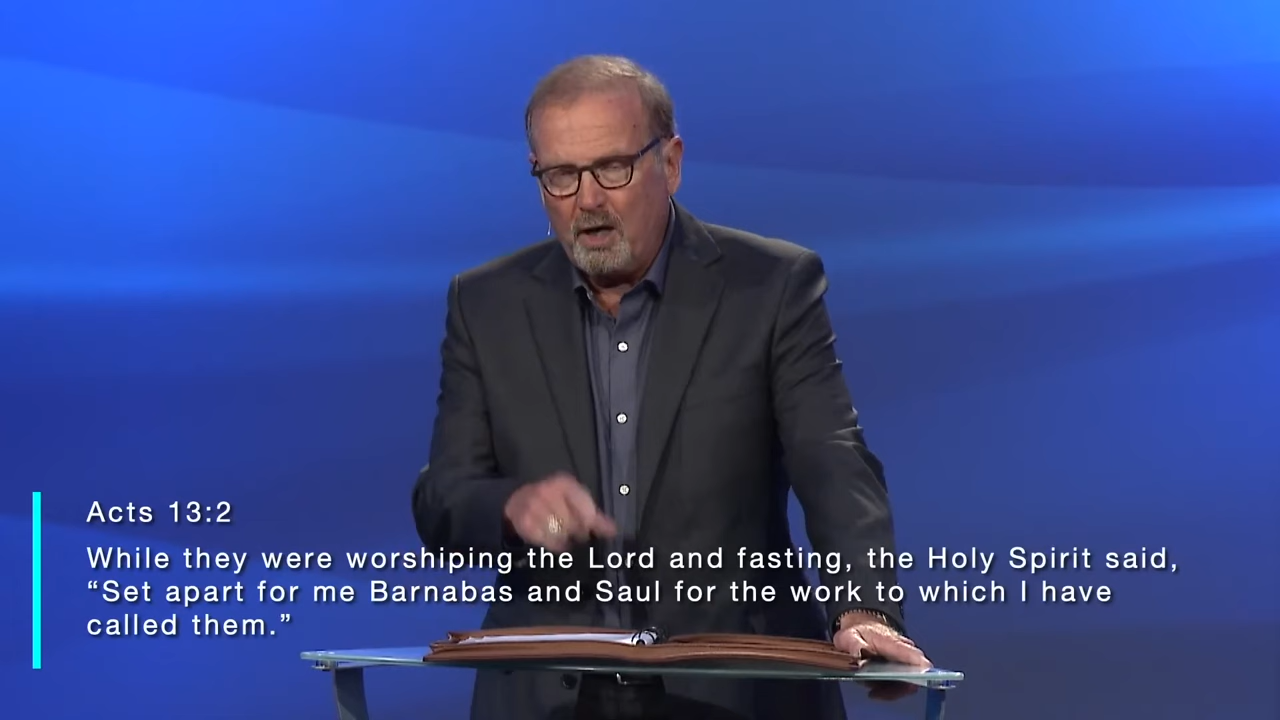 Acts 13:2
While they were worshiping the Lord and fasting, the Holy Spirit said,
“Set apart for me Barnabas and Saul for the work to which I have
called them.”